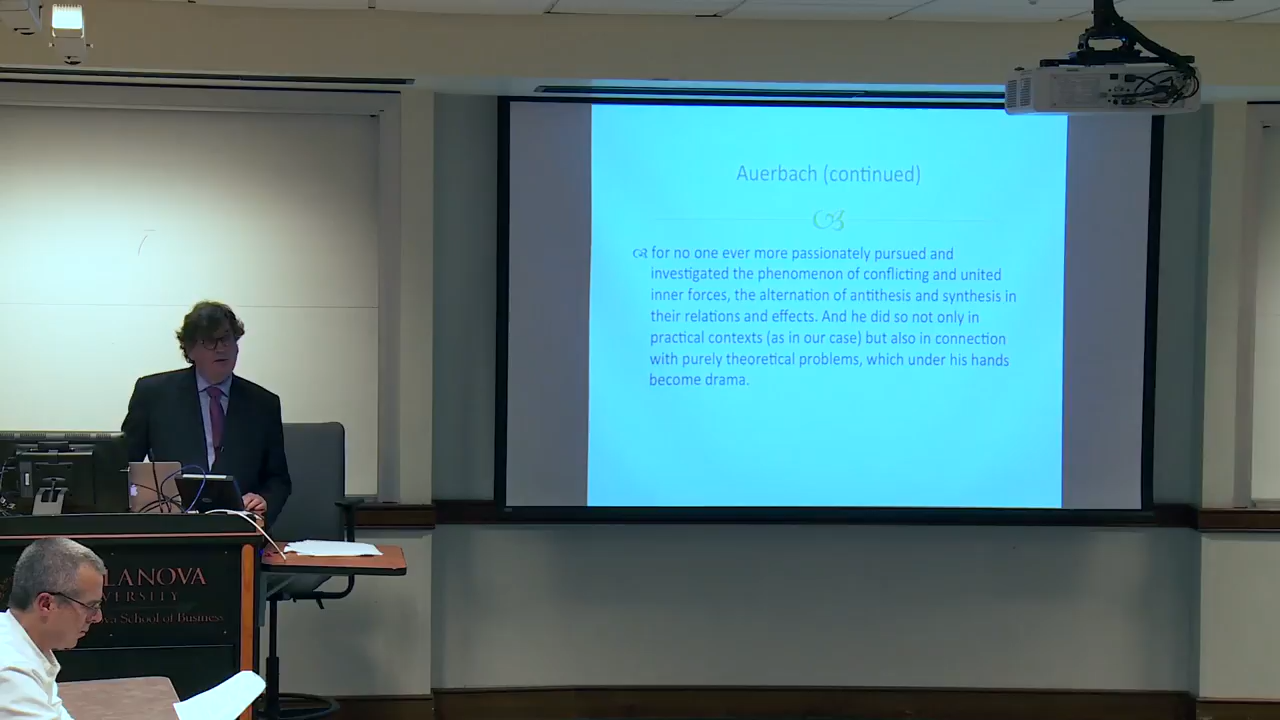 Auerbach (continued)
for no one ever more passionately pursued and
investigated the phenomenon of conflicting and united
inner forces, the alternation of antithesis and synthesis in
their relations and effects. And he did so not only in
practical contexts (as in our case) but also in connection
with purely theoretical problems, which under his hands
become drama.
LANOVA
VERSITY
va School of Business